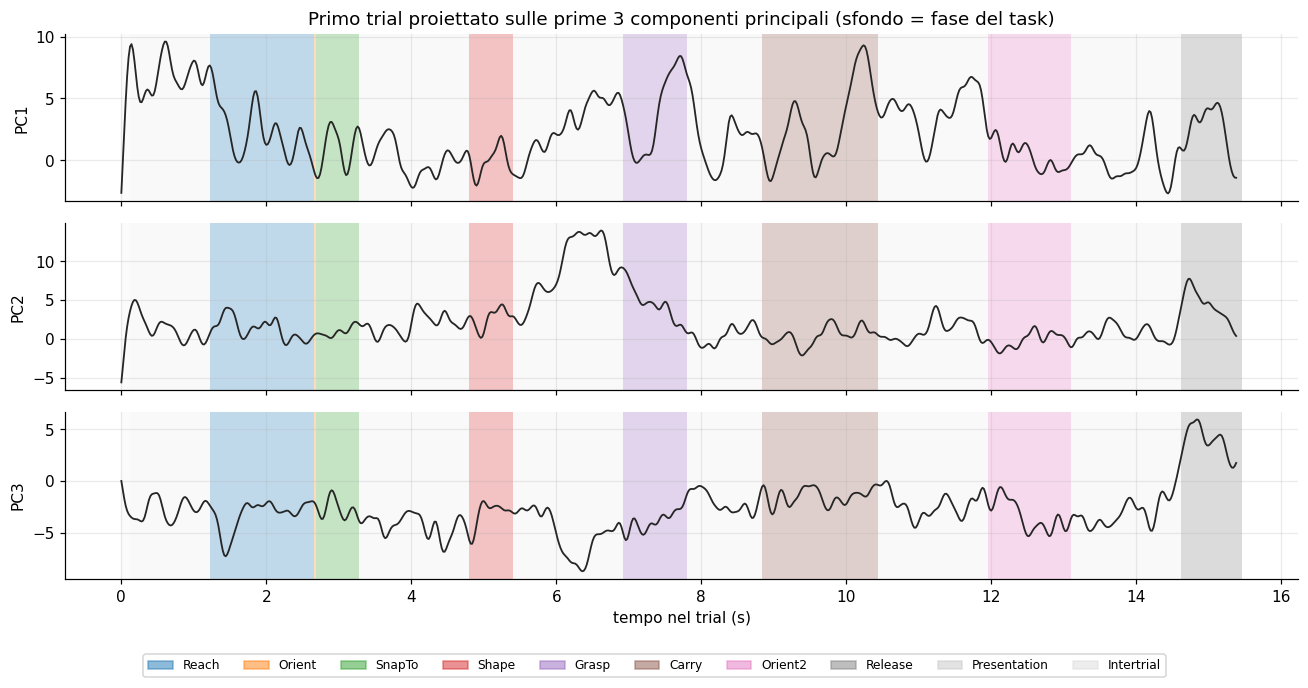 Primo trial proiettato sulle prime 3 componenti principali (sfondo = fase del task)
10
5
0
PC1
10
5
0
−5
PC2
5
0
−5
PC3
0 2 4 6 8 10 12 14 16
tempo nel trial (s)
Reach Orient SnapTo Shape Grasp Carry Orient2 Release Presentation Intertrial